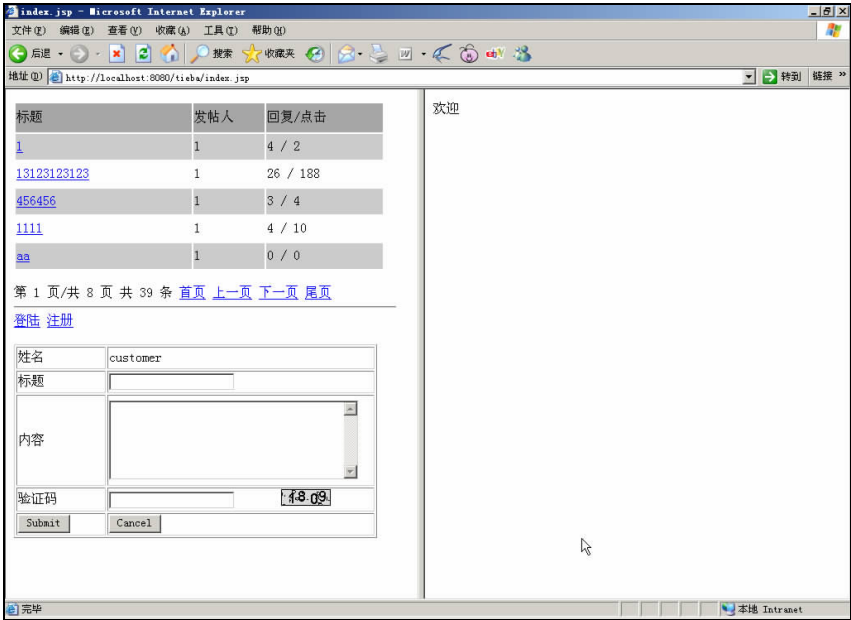 index.jsp - Microsoft Internet Explorer
文件(F) 编辑(E) 查看(V) 收藏(A) 工具(T) 帮助(H)
后退 搜索 收藏夹
地址(D) http://localhost:8080/tieba/index.jsp 转到 链接 »
标题 发帖人 回复/点击
1 1 4 / 2
13123123123 1 26 / 188
456456 1 3 / 4
1111 1 4 / 10
aa 1 0 / 0
第 1 页/共 8 页 共 39 条 首页 上一页 下一页 尾页
登陆 注册
姓名 customer
标题
内容
验证码
Submit Cancel
欢迎
完毕 本地 Intranet